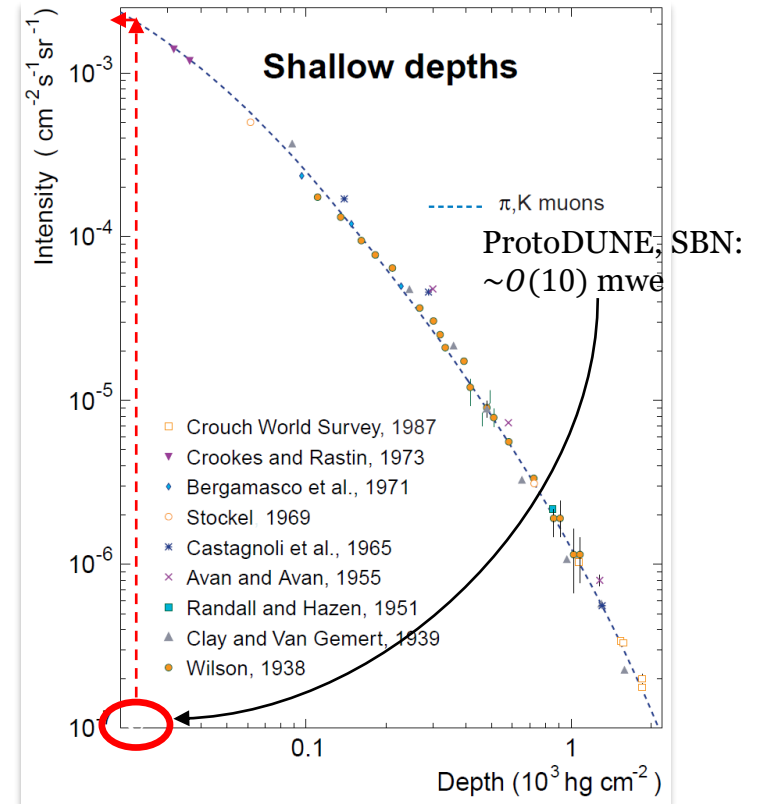 Shallow depths
Intensity ( cm⁻² s⁻¹ sr⁻¹ )
10⁻³
10⁻⁴
10⁻⁵
10⁻⁶
π,K muons
ProtoDUNE, SBN:
~O(10) mwe
Crouch World Survey, 1987
Crookes and Rastin, 1973
Bergamasco et al., 1971
Stockel 1969
Castagnoli et al., 1965
Avan and Avan, 1955
Randall and Hazen, 1951
Clay and Van Gemert, 1939
Wilson, 1938
0.1
1
Depth (10³ hg cm⁻² )